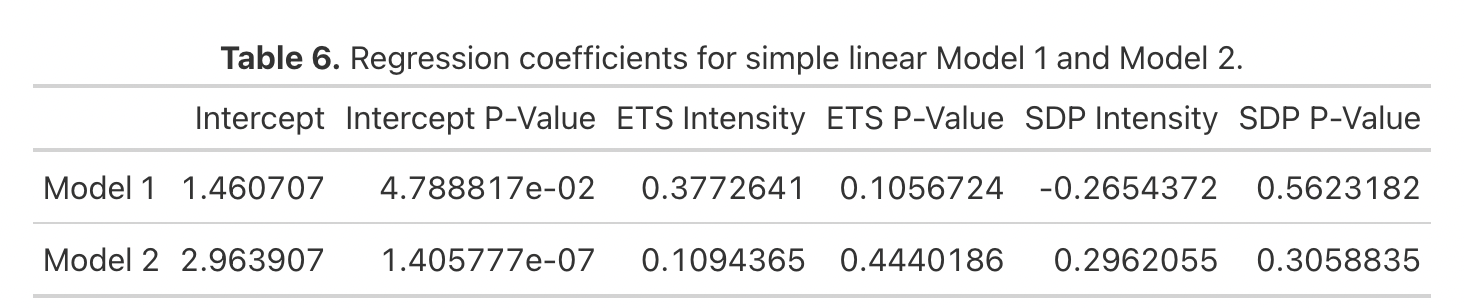 Table 6. Regression coefficients for simple linear Model 1 and Model 2.
Intercept Intercept P-Value ETS Intensity ETS P-Value SDP Intensity SDP P-Value
Model 1 1.460707 4.788817e-02 0.3772641 0.1056724 -0.2654372 0.5623182
Model 2 2.963907 1.405777e-07 0.1094365 0.4440186 0.2962055 0.3058835